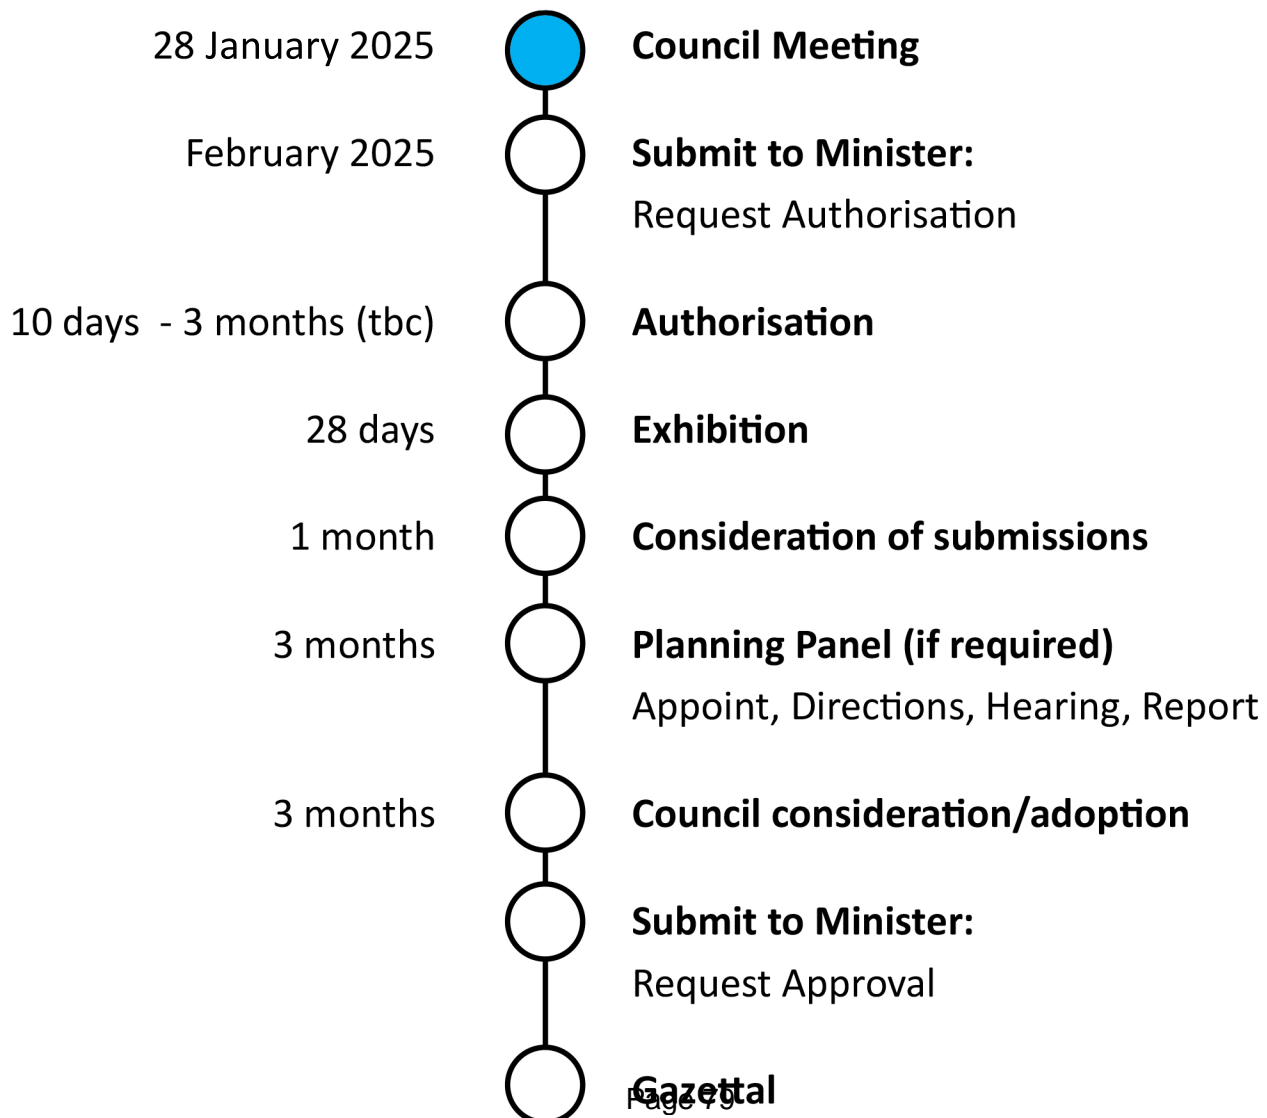 28 January 2025 Council Meeting
February 2025 Submit to Minister:
Request Authorisation
10 days  - 3 months (tbc) Authorisation
28 days Exhibition
1 month Consideration of submissions
3 months Planning Panel (if required)
Appoint, Directions, Hearing, Report
3 months Council consideration/adoption
Submit to Minister:
Request Approval
Gazettal
Page 79